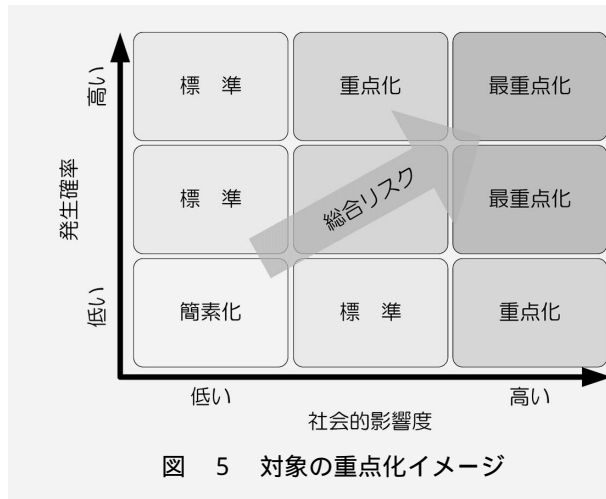 高い
標　準
重点化
最重点化
発生確率
標　準
総合リスク
最重点化
低い
簡素化
標　準
重点化
低い
高い
社会的影響度
図　5　対象の重点化イメージ